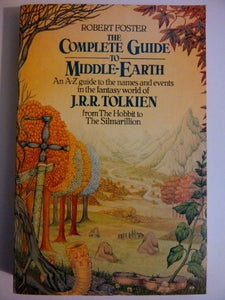 ROBERT FOSTER
THE
COMPLETE GUIDE
TO
MIDDLE-EARTH
An A-Z guide to the names and events
in the fantasy world of
J.R.R. TOLKIEN
from The Hobbit to
The Silmarillion